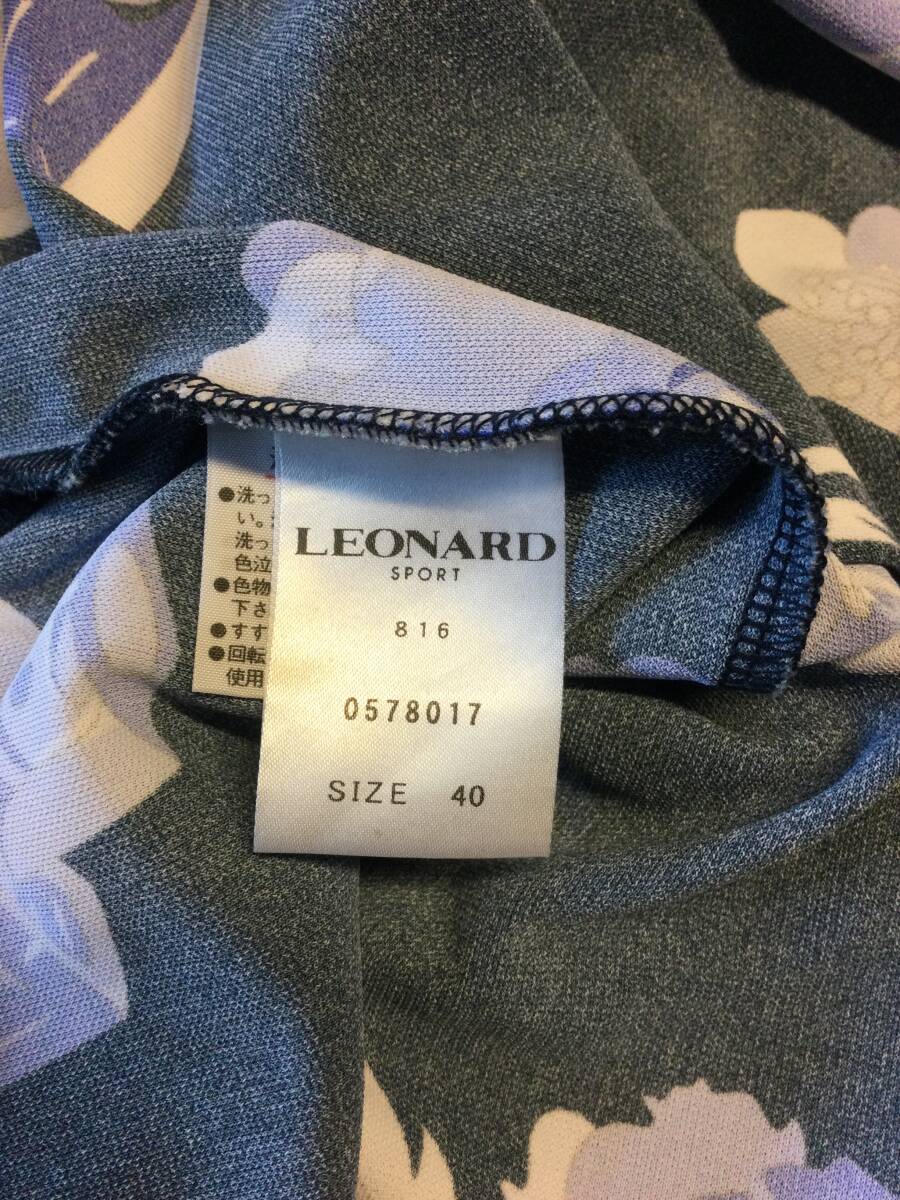 LEONARD
SPORT
816
0578017
SIZE 40
●洗っ
い。
洗っ
色泣
●色物
下さ
●すす
●回転
使用